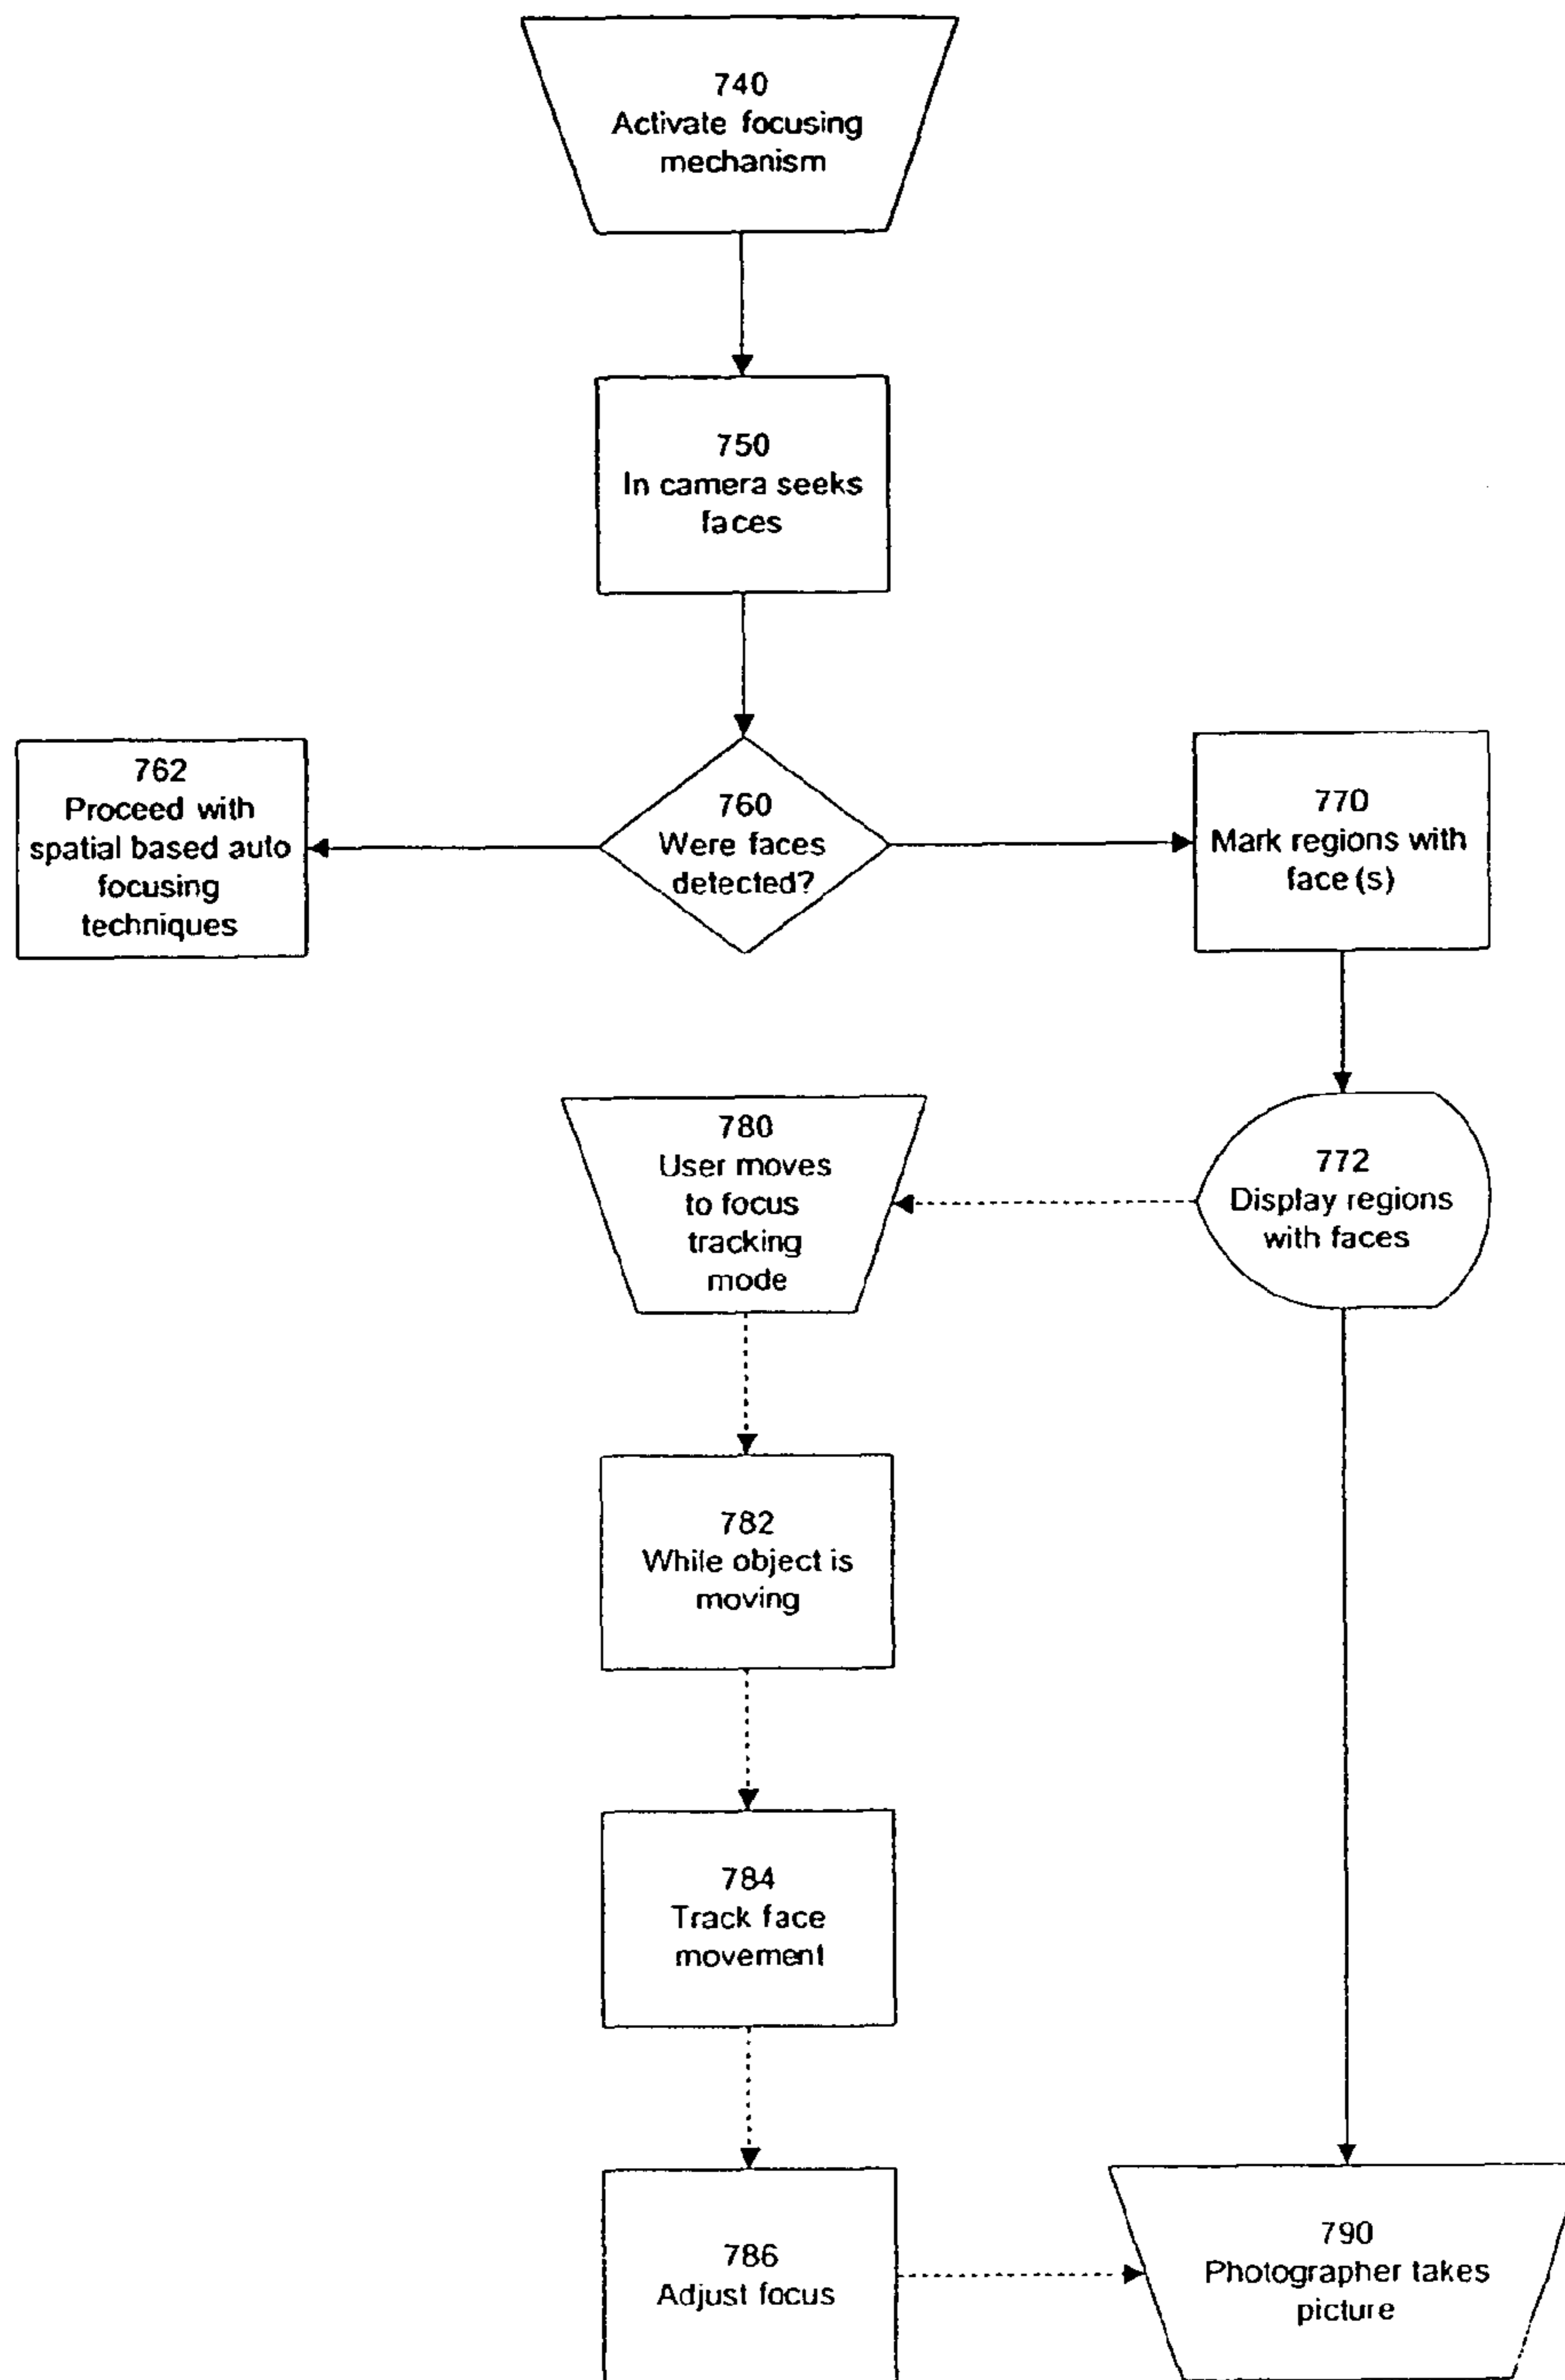 740
Activate focusing
mechanism
750
In camera seeks
faces
762
Proceed with
spatial based auto
focusing
techniques
760
Were faces
detected?
770
Mark regions with
face(s)
780
User moves
to focus
tracking
mode
772
Display regions
with faces
782
While object is
moving
784
Track face
movement
786
Adjust focus
790
Photographer takes
picture